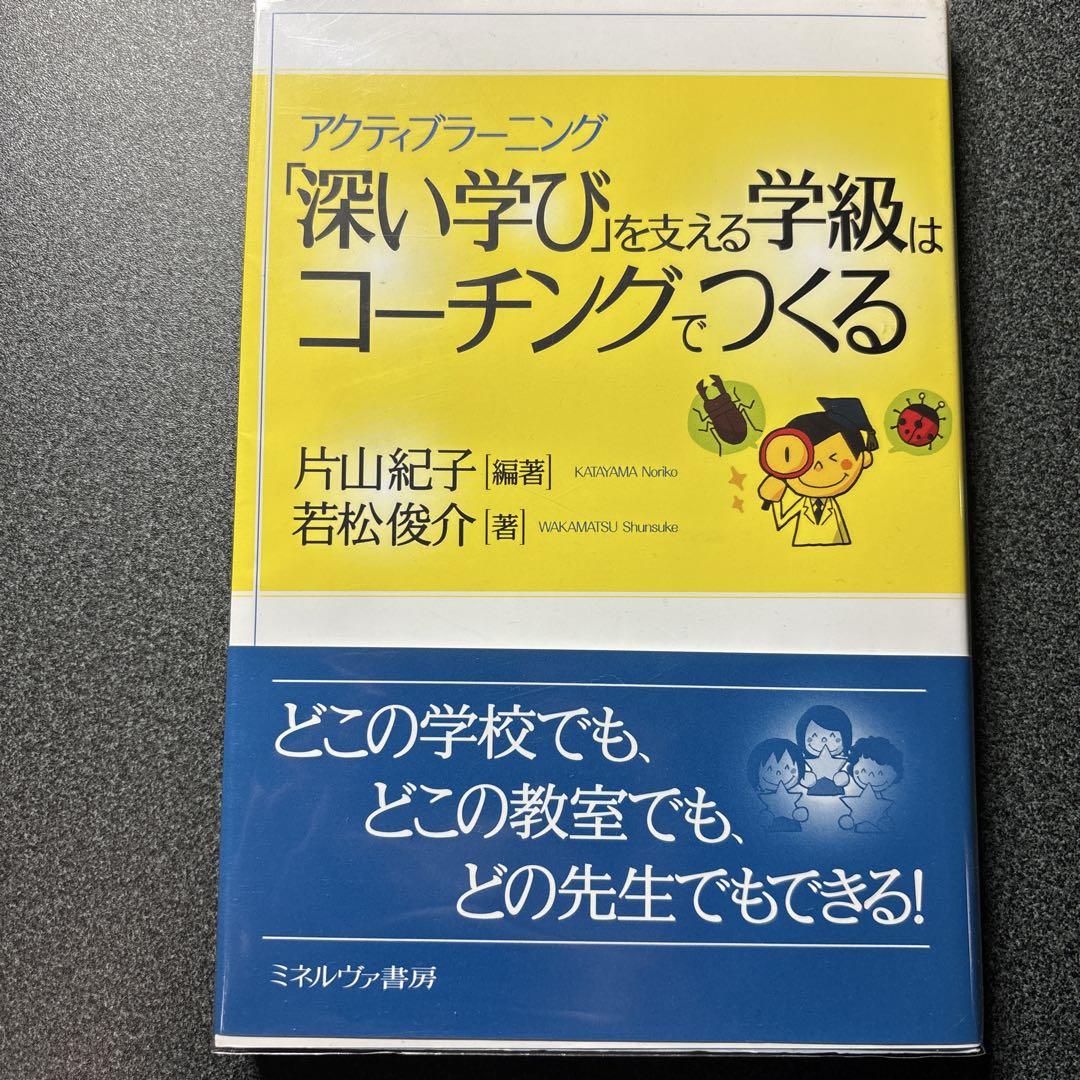 アクティブラーニング
「深い学び」を支える学級は
コーチングでつくる
片山紀子[編著] KATAYAMA Noriko
若松俊介[著] WAKAMATSU Shunsuke
どこの学校でも、
どこの教室でも、
どの先生でもできる!
ミネルヴァ書房